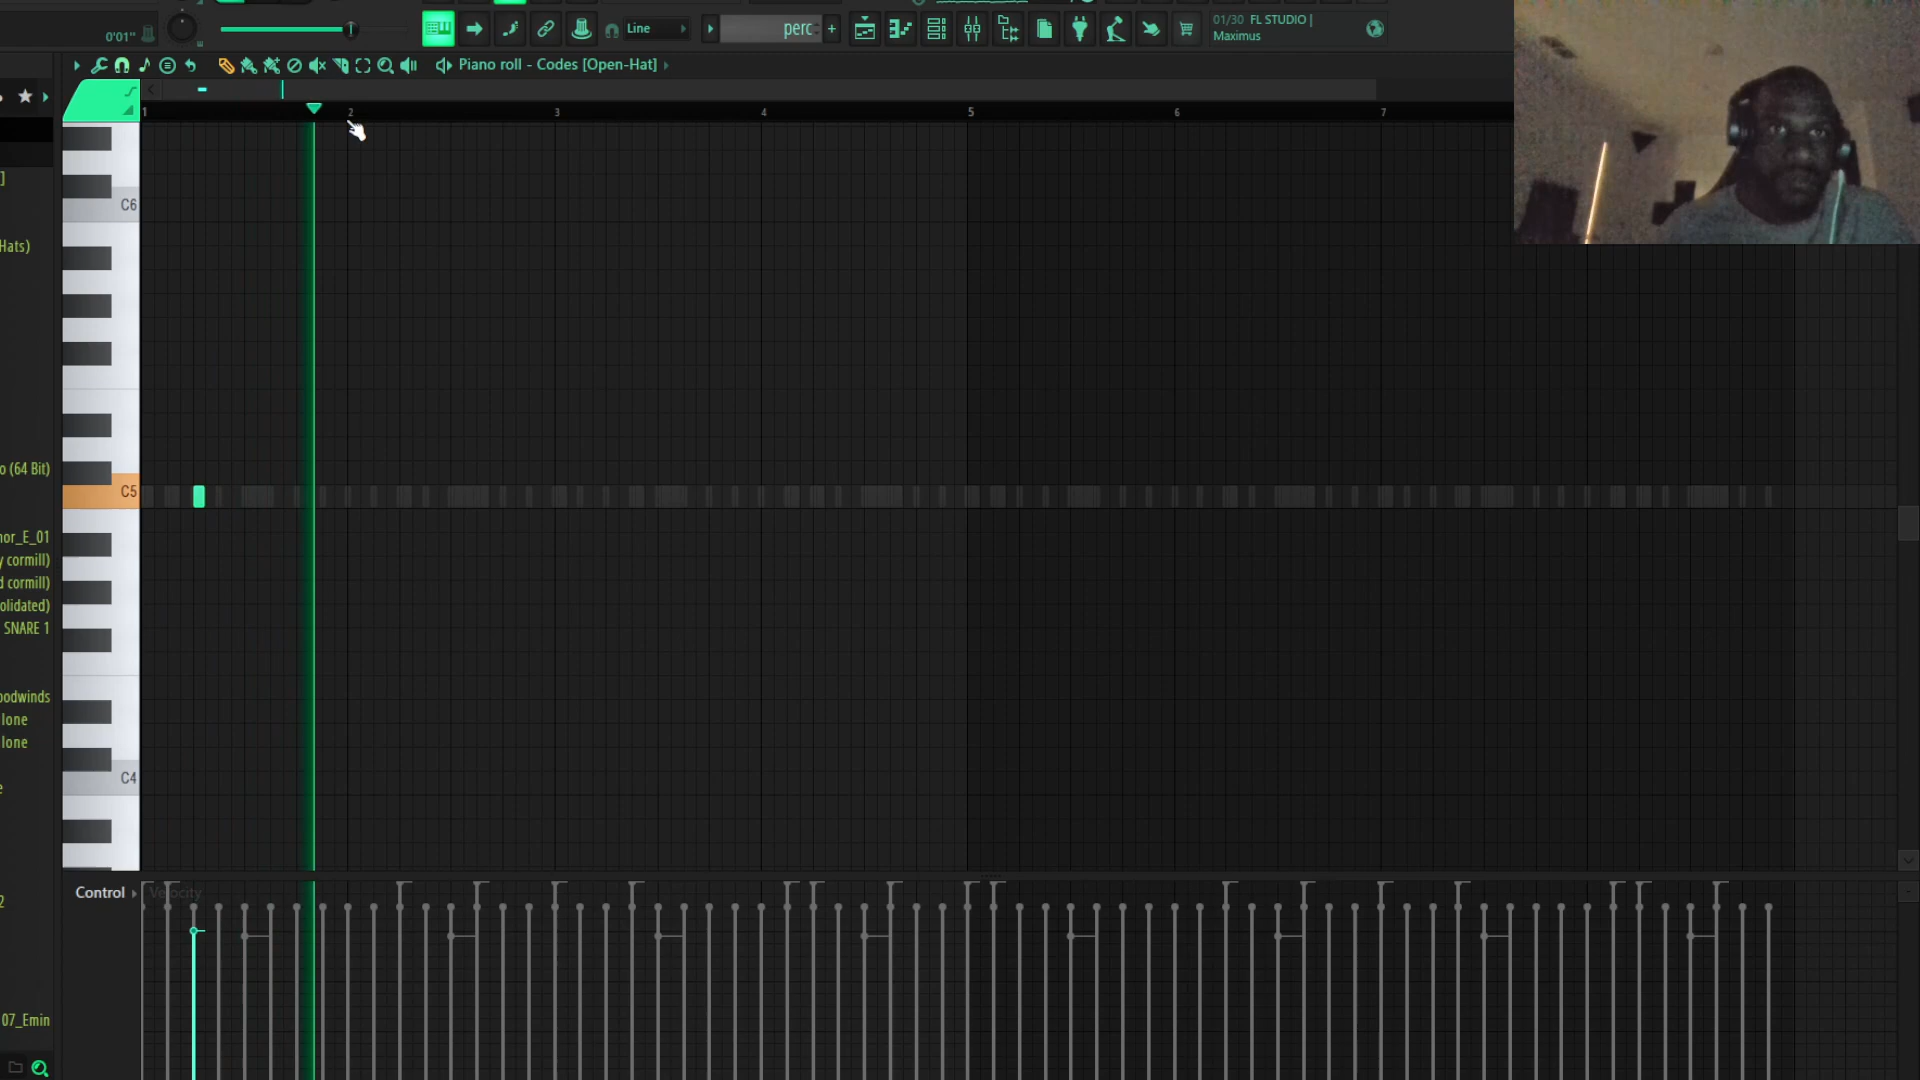 0'01"
Line
perc
01/30 FL STUDIO |
Maximus
Piano roll - Codes [Open-Hat]
1 2 3 4 5 6 7
]
Hats)
o (64 Bit)
nor_E_01
y cormill)
d cormill)
olidated)
SNARE 1
oodwinds
lone
lone
e
2
07_Emin
C6
C5
C4
Control
Velocity